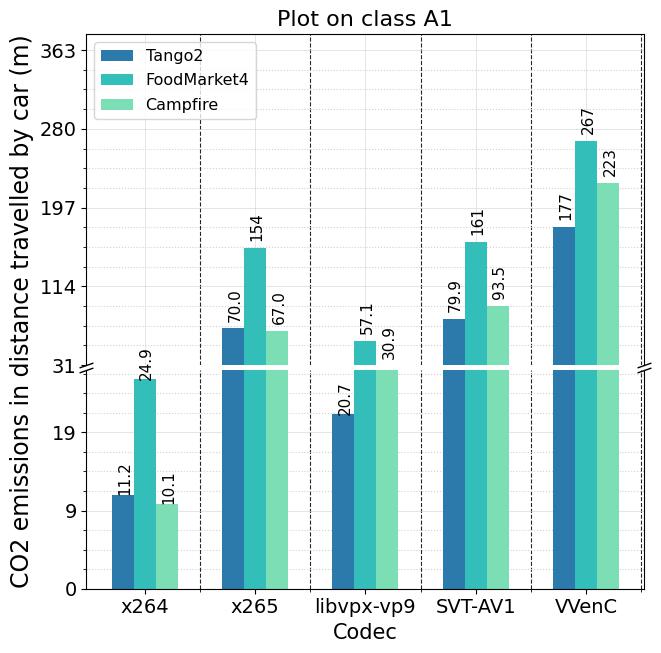 Plot on class A1
CO2 emissions in distance travelled by car (m)
363
280
197
114
31
19
9
0
Tango2
FoodMarket4
Campfire
11.2
24.9
10.1
70.0
154
67.0
20.7
57.1
30.9
79.9
161
93.5
177
267
223
x264
x265
libvpx-vp9
SVT-AV1
VVenC
Codec